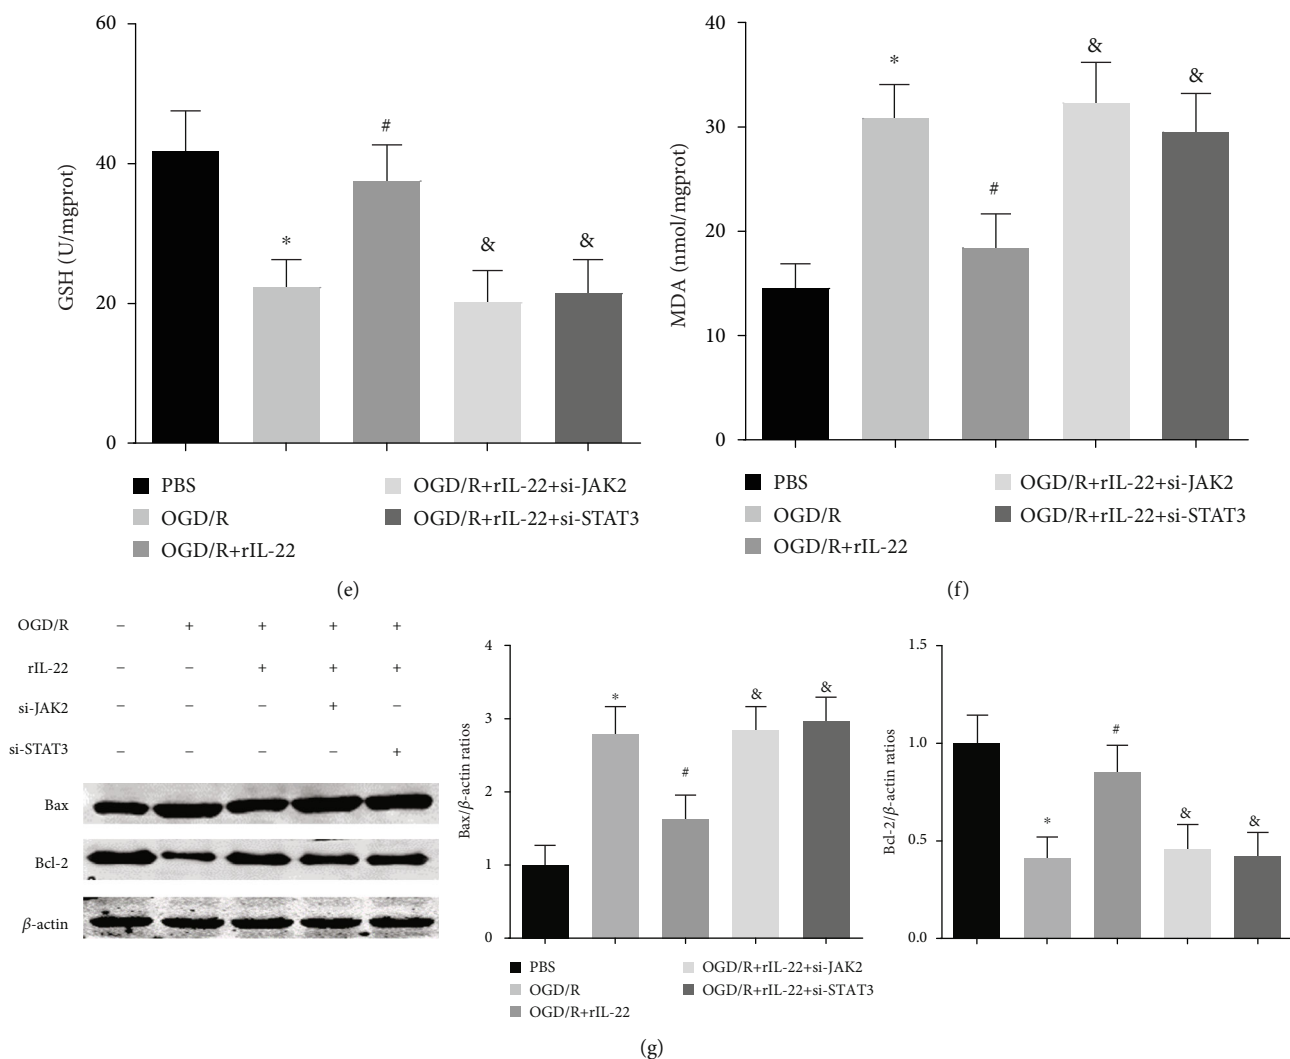 60
40
20
0
GSH (U/mgprot)
*
#
&
&
PBS
OGD/R
OGD/R+rIL-22
OGD/R+rIL-22+si-JAK2
OGD/R+rIL-22+si-STAT3
(e)
40
30
20
10
0
MDA (nmol/mgprot)
*
#
&
&
PBS
OGD/R
OGD/R+rIL-22
OGD/R+rIL-22+si-JAK2
OGD/R+rIL-22+si-STAT3
(f)
OGD/R – + + + +
rIL-22 – – + + +
si-JAK2 – – – + –
si-STAT3 – – – – +
Bax
Bcl-2
β-actin
4
3
2
1
0
Bax/β-actin ratios
*
#
&
&
PBS
OGD/R
OGD/R+rIL-22
OGD/R+rIL-22+si-JAK2
OGD/R+rIL-22+si-STAT3
1.5
1.0
0.5
0.0
Bcl-2/β-actin ratios
*
#
&
&
(g)